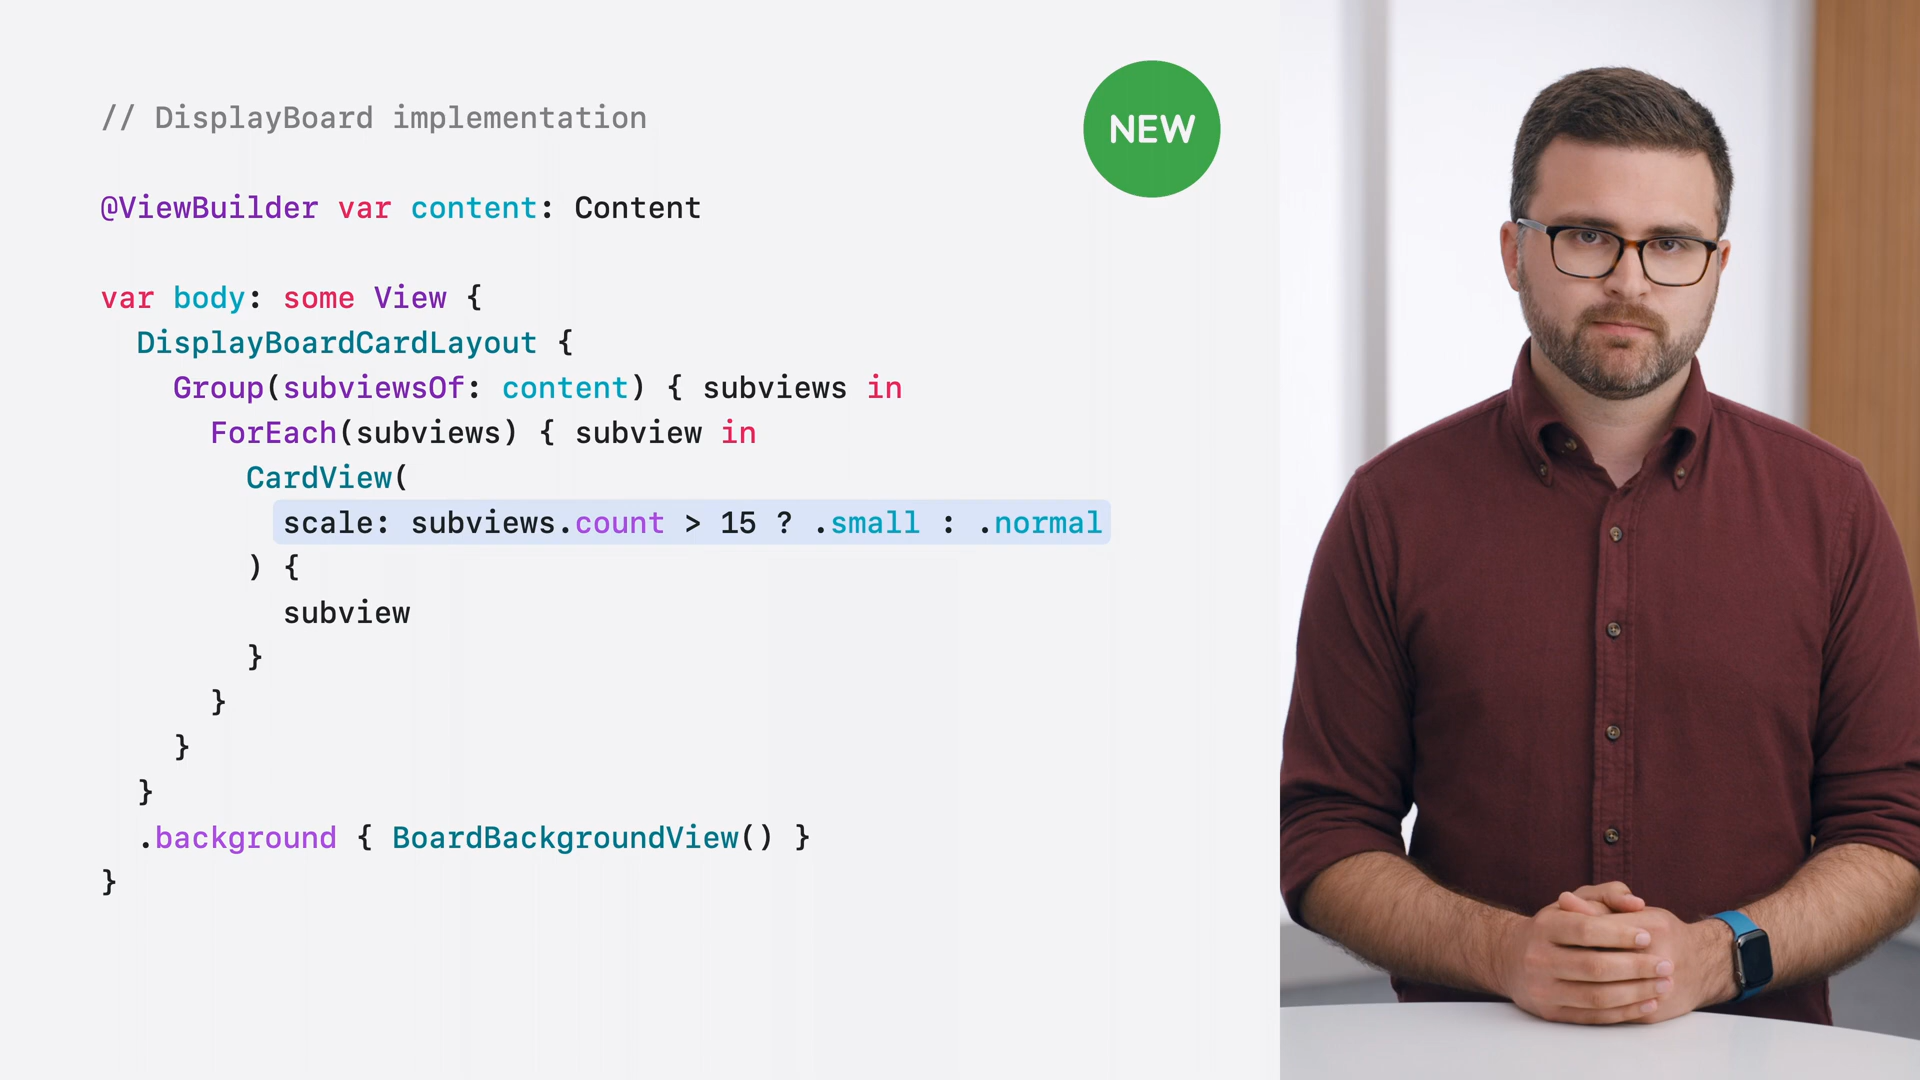 // DisplayBoard implementation
NEW
@ViewBuilder var content: Content
var body: some View {
DisplayBoardCardLayout {
Group(subviewsOf: content) { subviews in
ForEach(subviews) { subview in
CardView(
scale: subviews.count > 15 ? .small : .normal
) {
subview
}
}
}
}
.background { BoardBackgroundView() }
}